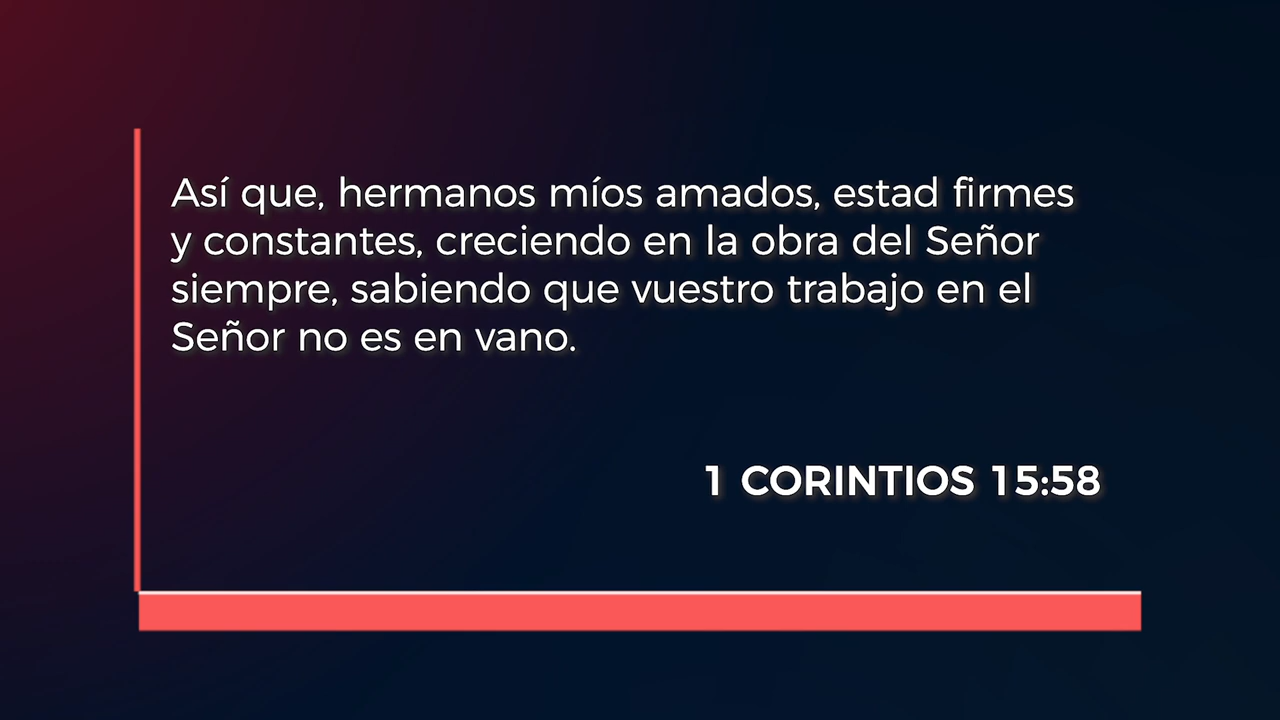 Así que, hermanos míos amados, estad firmes
y constantes, creciendo en la obra del Señor
siempre, sabiendo que vuestro trabajo en el
Señor no es en vano.
1 CORINTIOS 15:58